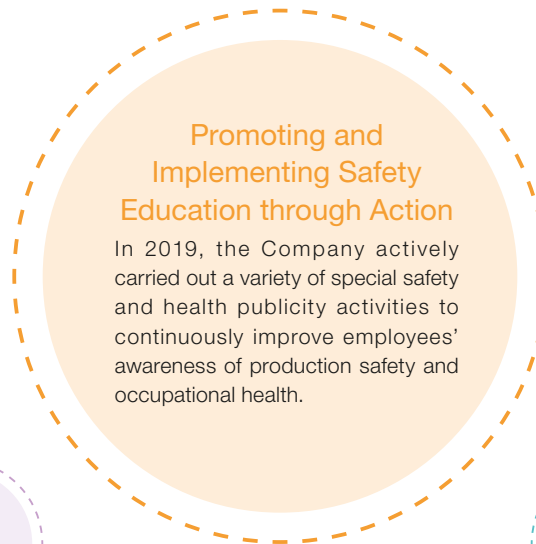 Promoting and
Implementing Safety
Education through Action
In 2019, the Company actively
carried out a variety of special safety
and health publicity activities to
continuously improve employees’
awareness of production safety and
occupational health.